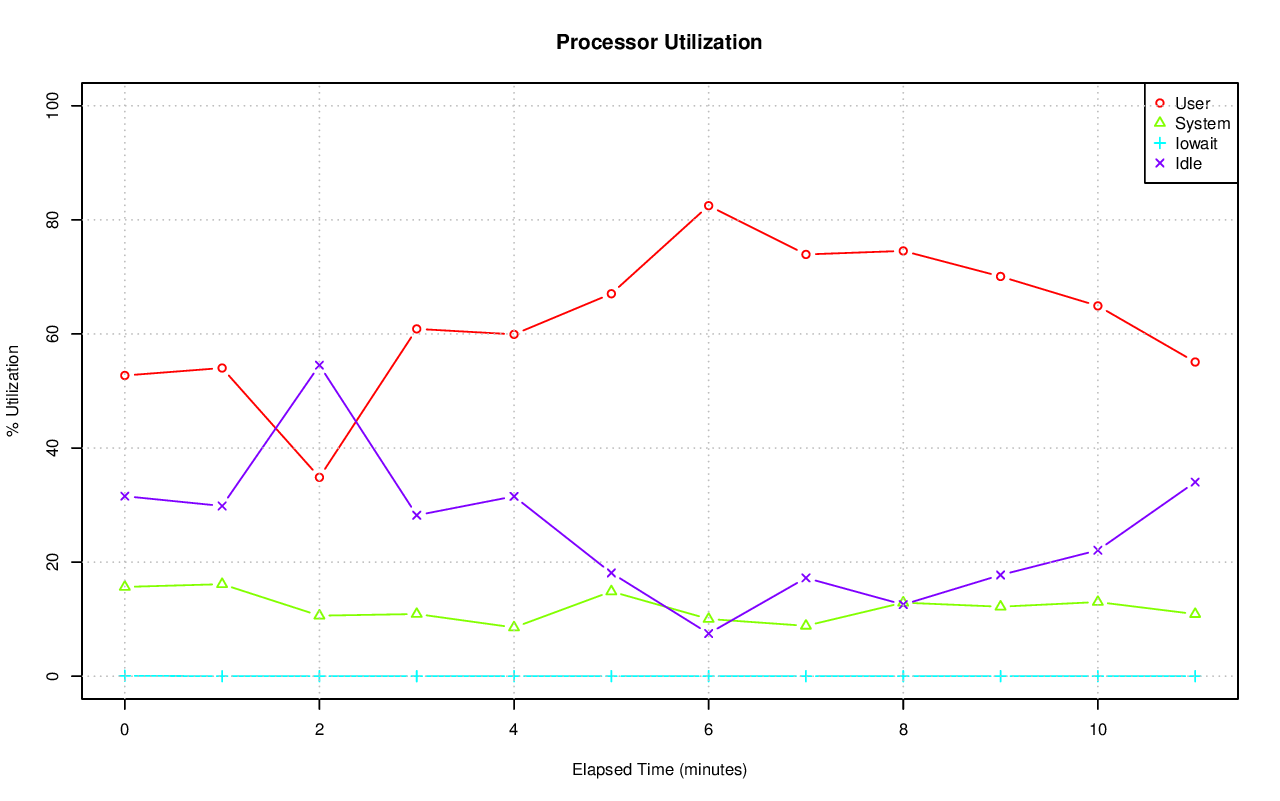 Processor Utilization
% Utilization
100
80
60
40
20
0
User
System
Iowait
Idle
0 2 4 6 8 10
Elapsed Time (minutes)